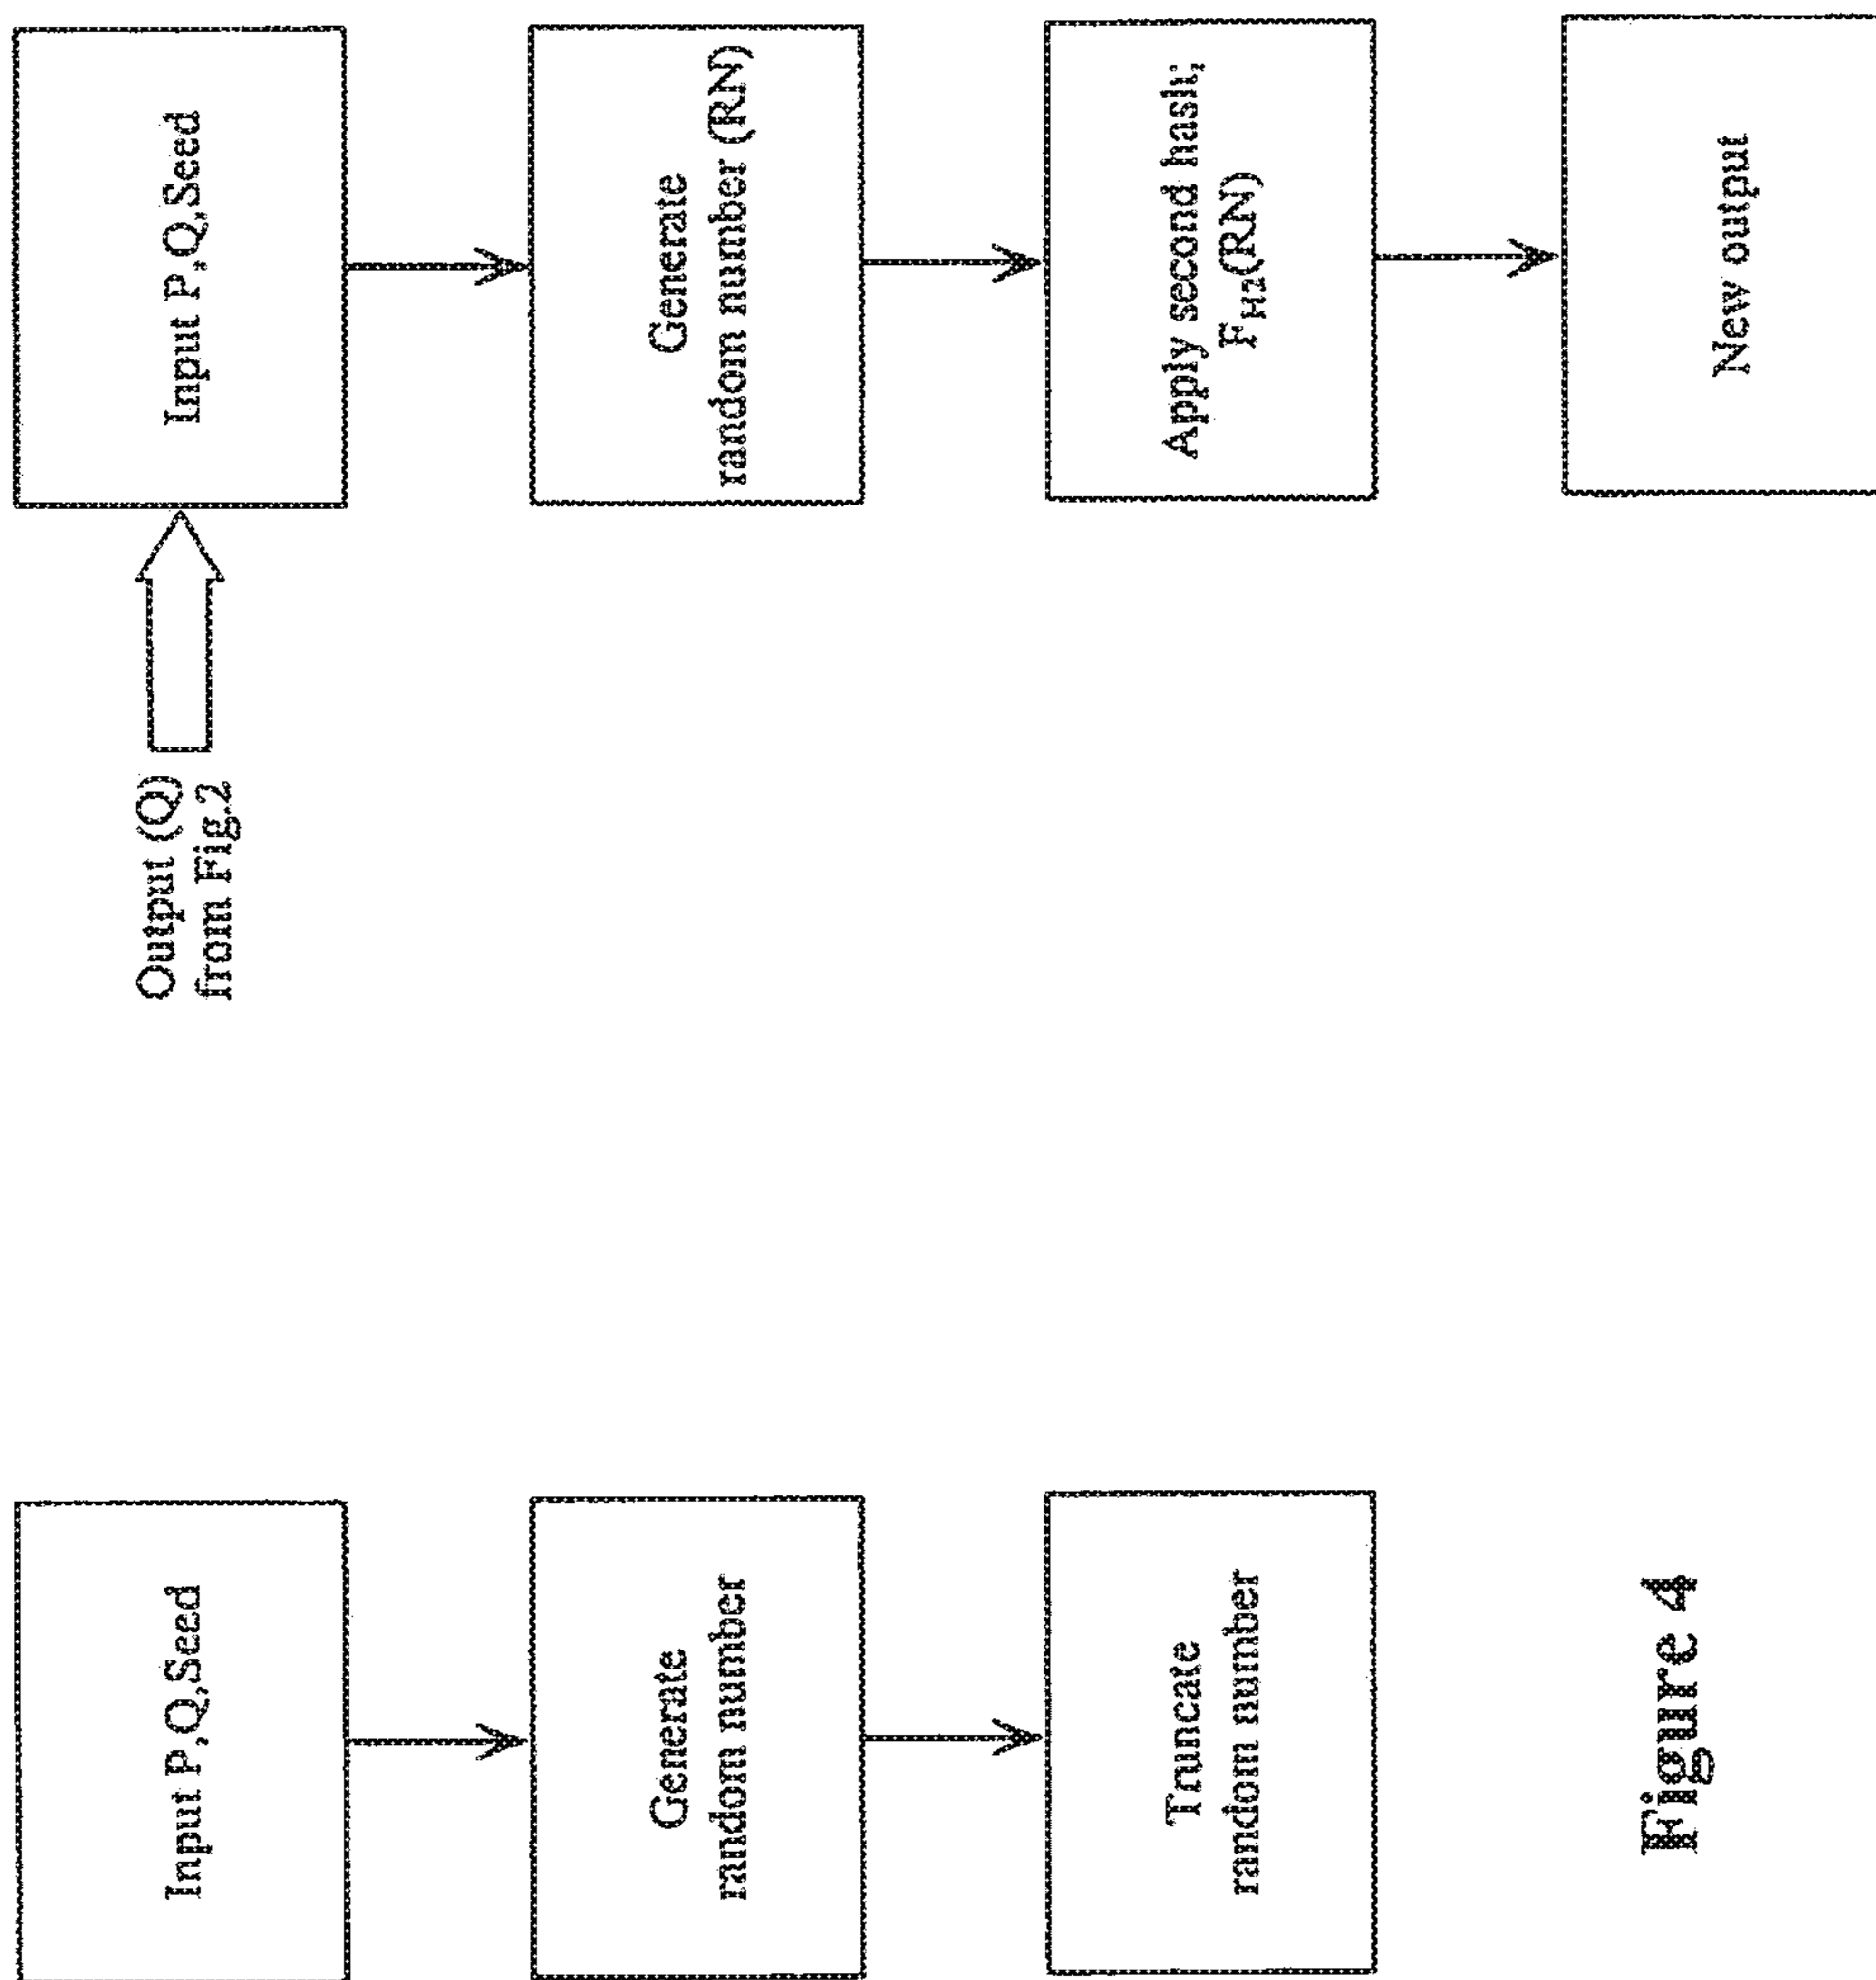 Input P,Q,Seed
Generate
random number
Truncate
random number
Figure 4
Output (Q)
from Fig.2
Input P,Q,Seed
Generate
random number (RN)
Apply second hash;
F_H2(RN)
New output